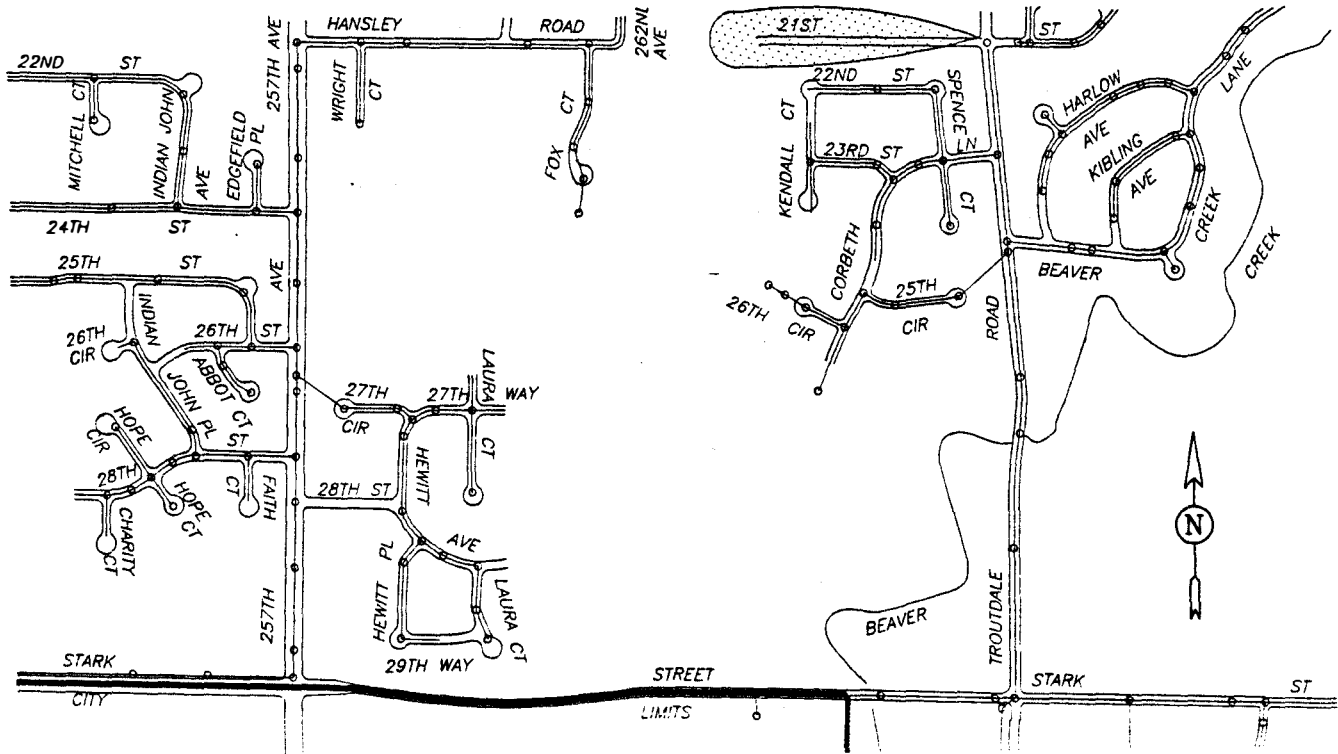 HANSLEY ROAD
257TH AVE
262ND AVE
22ND ST
MITCHELL CT
INDIAN JOHN AVE
EDGEFIELD PL
WRIGHT CT
FOX CT
24TH ST
25TH ST
AVE
INDIAN JOHN PL
26TH CIR
26TH ST
ABBOT CT
HOPE CIR
28TH ST
HOPE CT
FAITH CT
CHARITY CT
257TH
27TH CIR
27TH WAY
LAURA CT
HEWITT AVE
28TH ST
HEWITT PL
LAURA CT
29TH WAY
21ST ST
22ND ST
SPENCE LN
KENDALL CT
23RD ST
CT
CORBETH
25TH CIR
26TH CIR
HARLOW AVE
KIBLING AVE
LANE
CREEK
BEAVER
CREEK
ROAD
TROUTDALE
BEAVER
N
STARK STREET
STARK ST
CITY LIMITS